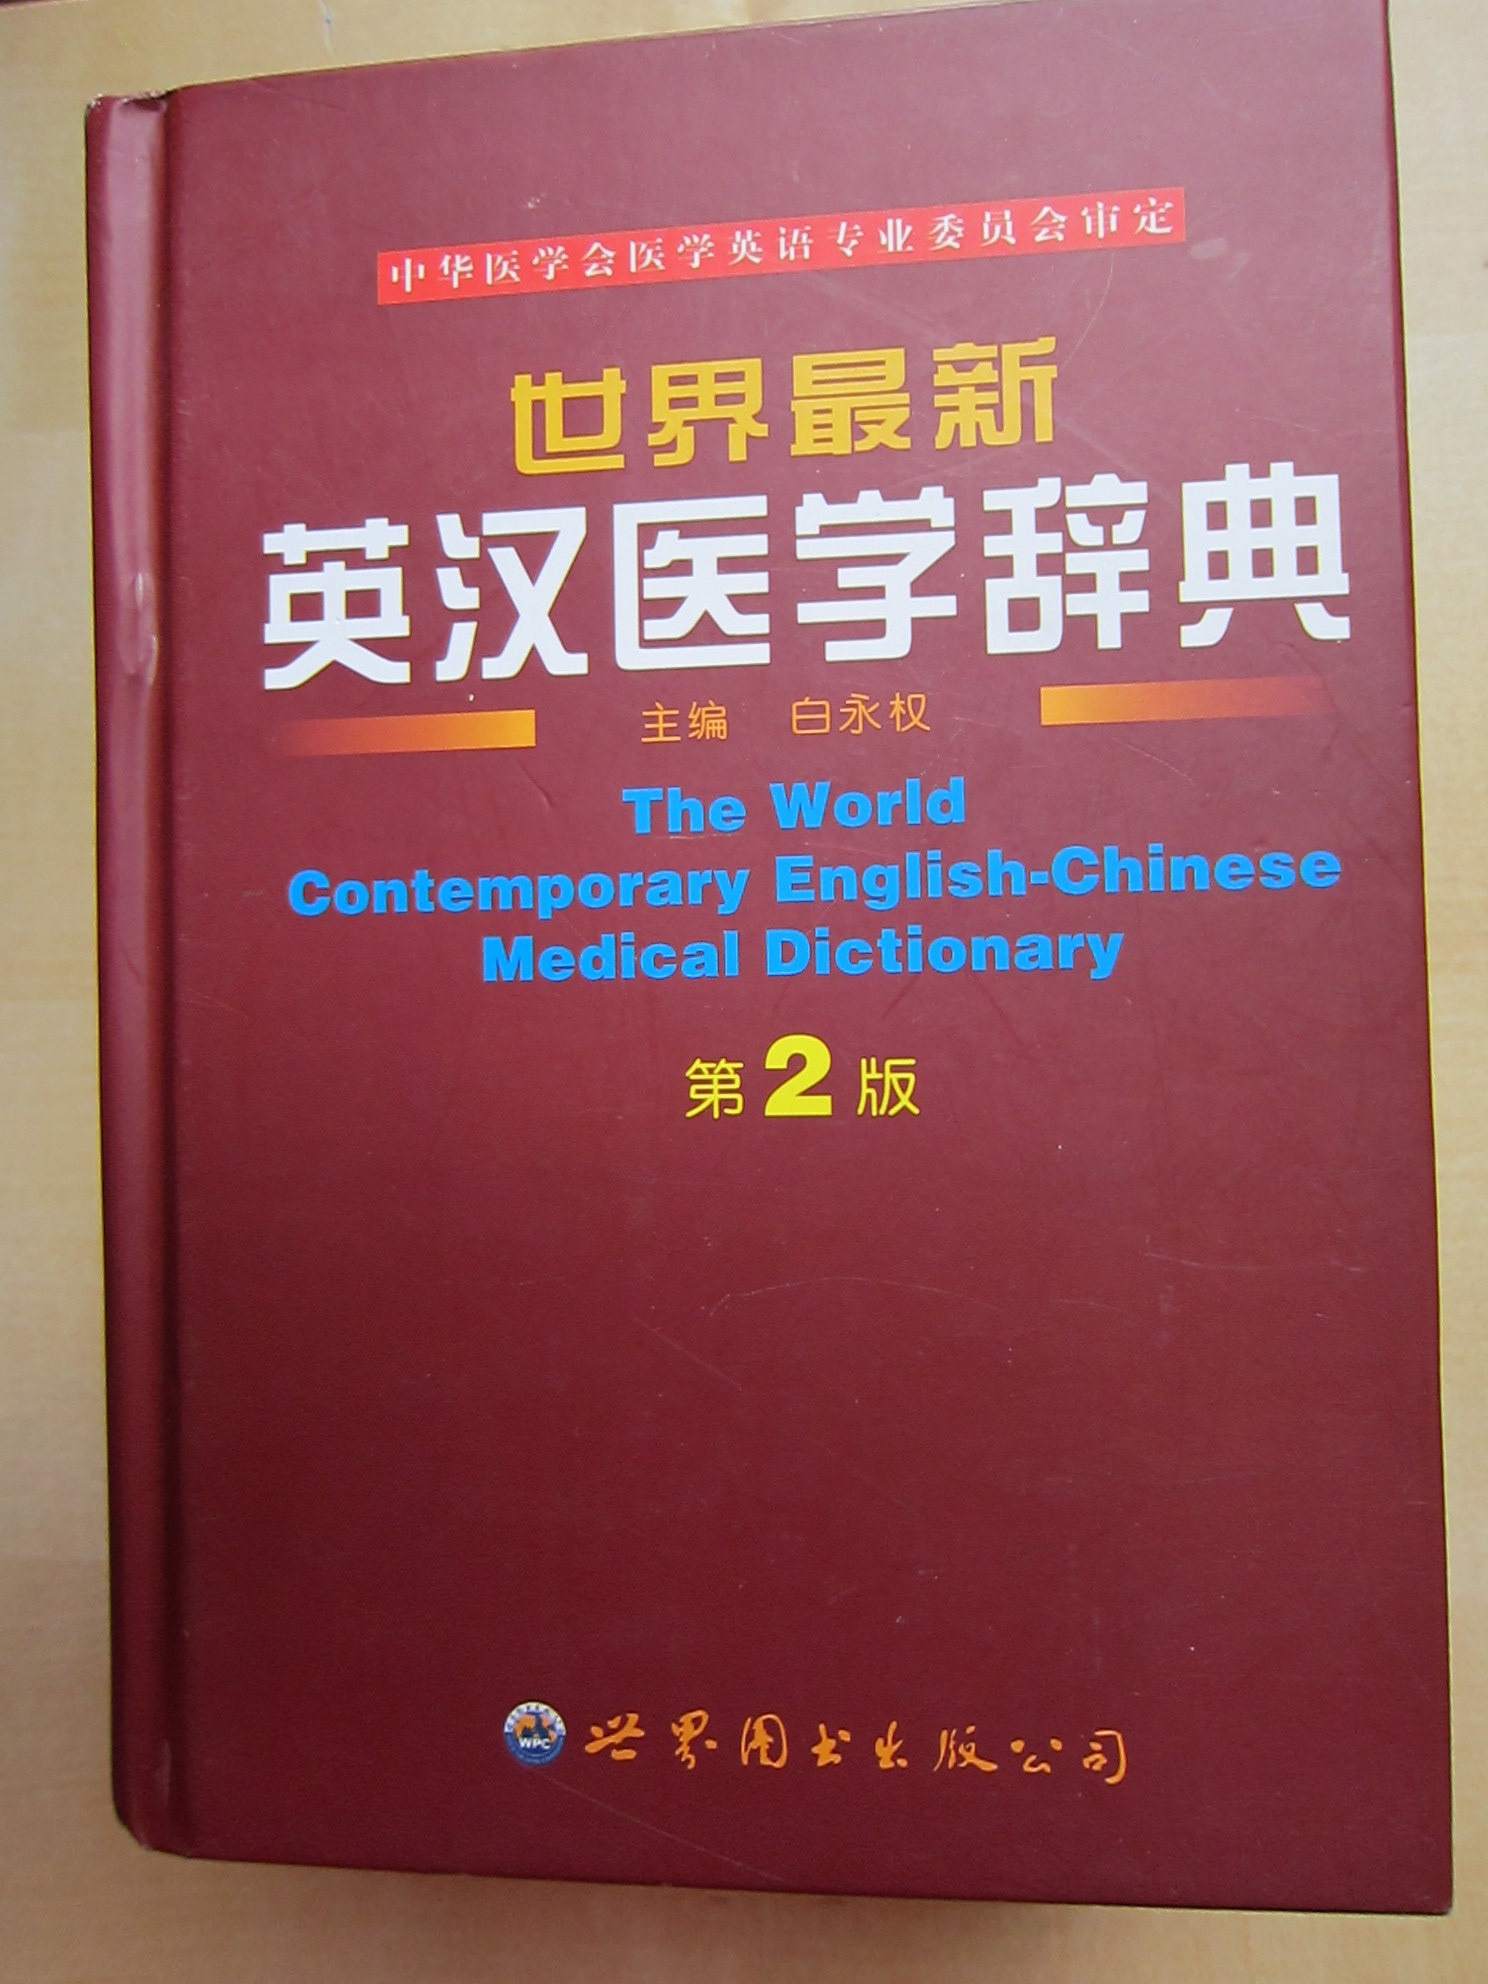 中华医学会医学英语专业委员会审定
世界最新
英汉医学辞典
主编 白永权
The World
Contemporary English-Chinese
Medical Dictionary
第2版
WPC 世界图书出版公司